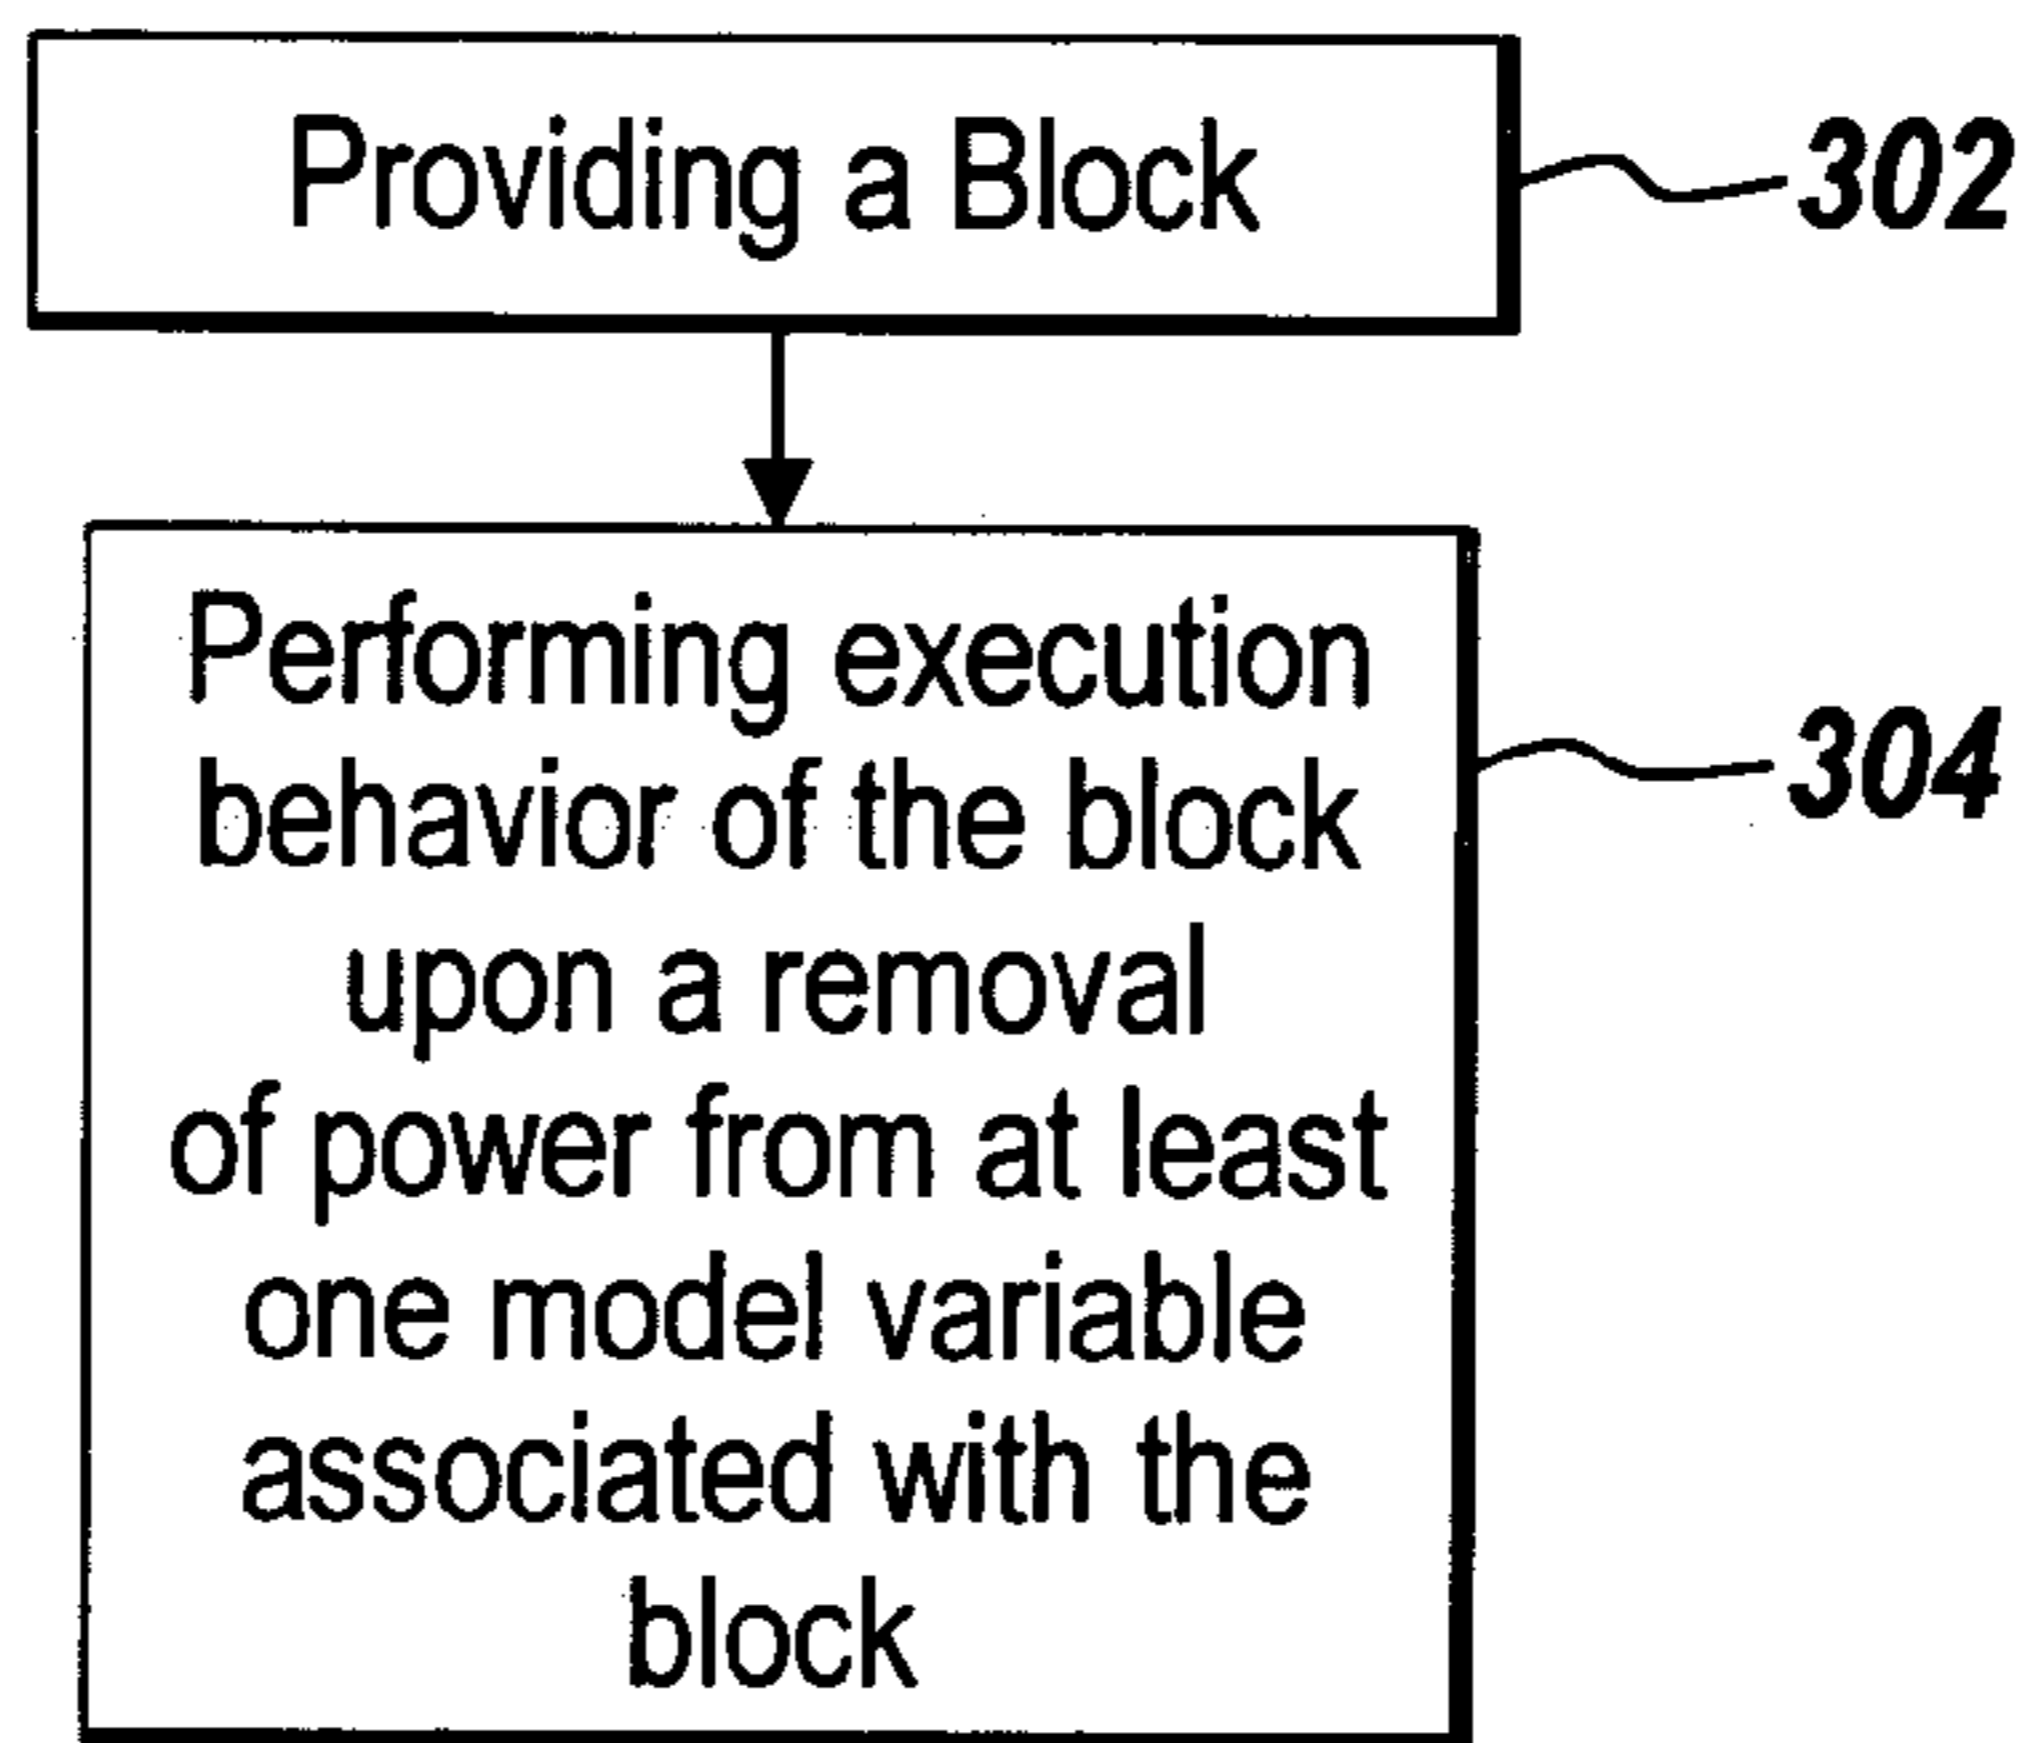 Providing a Block
302
Performing execution
behavior of the block
upon a removal
of power from at least
one model variable
associated with the
block
304